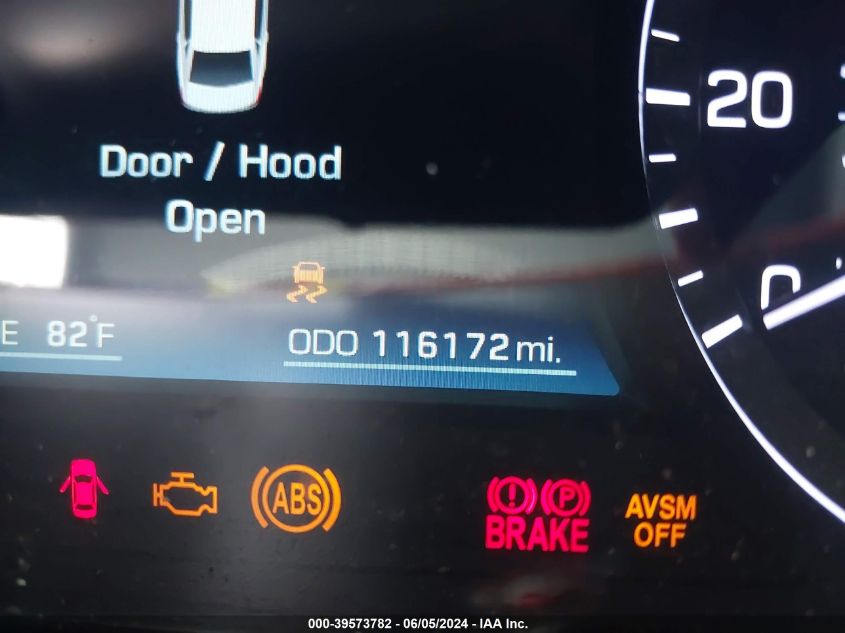 20
Door / Hood
Open
0
E 82°F
ODO 116172 mi.
ABS
! P
BRAKE
AVSM
OFF
000-39573782 - 06/05/2024 - IAA Inc.